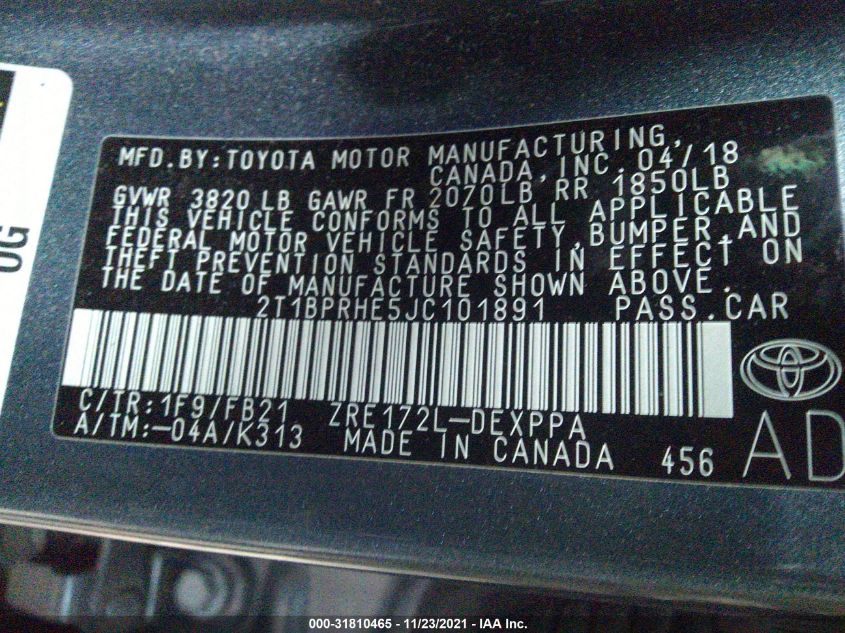 MFD.BY:TOYOTA MOTOR MANUFACTURING,
CANADA,INC. 04/18
GVWR 3820 LB GAWR FR 2070LB RR 1850LB
THIS VEHICLE CONFORMS TO ALL APPLICABLE
FEDERAL MOTOR VEHICLE SAFETY,BUMPER,AND
THEFT PREVENTION STANDARDS IN EFFECT ON
THE DATE OF MANUFACTURE SHOWN ABOVE.
2T1BPRHE5JC101891 PASS.CAR
C/TR:1F9/FB21 ZRE172L-DEXPPA
A/TM:-04A/K313 MADE IN CANADA 456 AD
OG
000-31810465 - 11/23/2021 - IAA Inc.